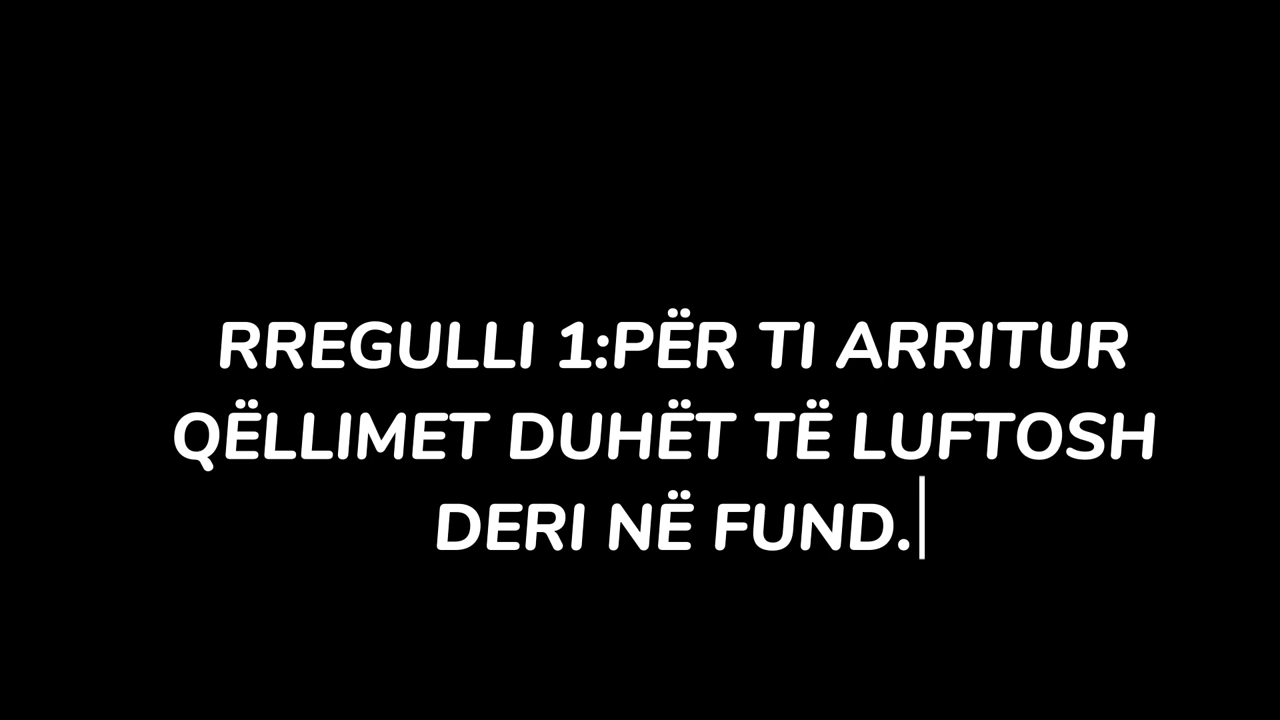 RREGULLI 1:PËR TI ARRITUR
QËLLIMET DUHËT TË LUFTOSH
DERI NË FUND.